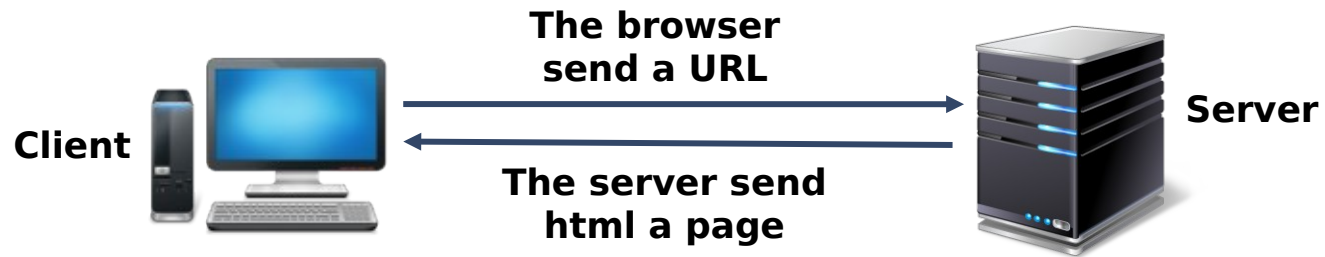 The browser
send a URL
Client
Server
The server send
html a page